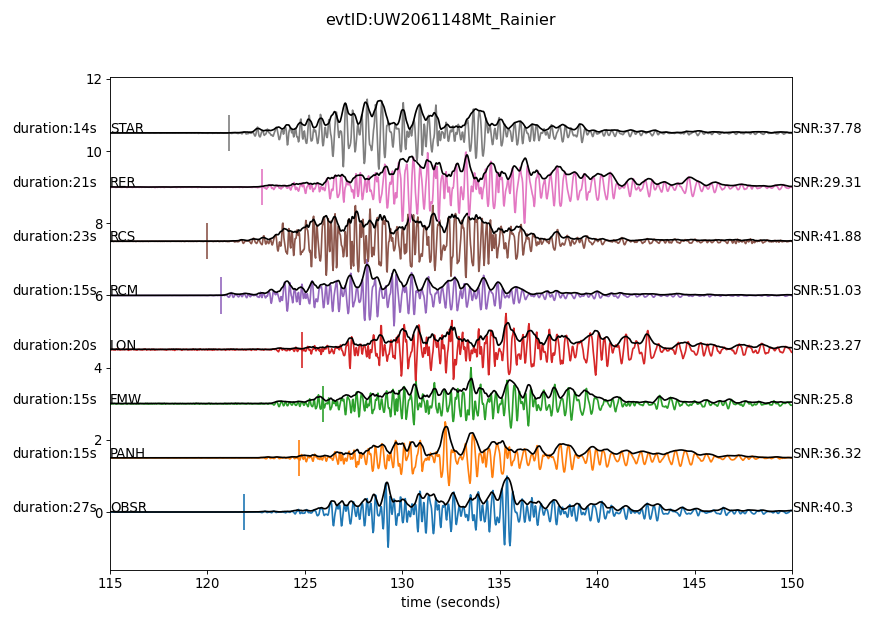 evtID:UW2061148Mt_Rainier
12
duration:14s STAR SNR:37.78
10
duration:21s RER SNR:29.31
8
duration:23s RCS SNR:41.88
duration:15s RCM SNR:51.03
6
duration:20s LON SNR:23.27
4
duration:15s FMW SNR:25.8
2
duration:15s PANH SNR:36.32
duration:27s OBSR SNR:40.3
0
115 120 125 130 135 140 145 150
time (seconds)